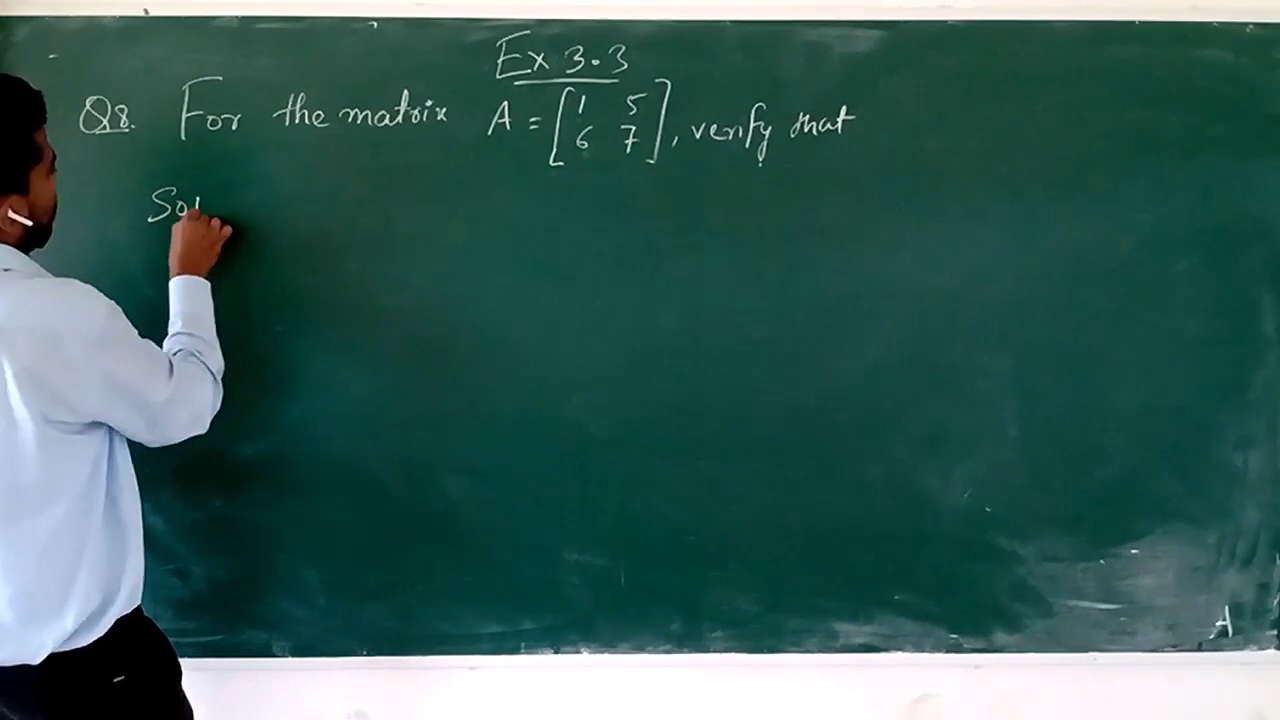 Ex 3.3
Q8. For the matrix A = [1 5
6 7], verify that
Sol
A